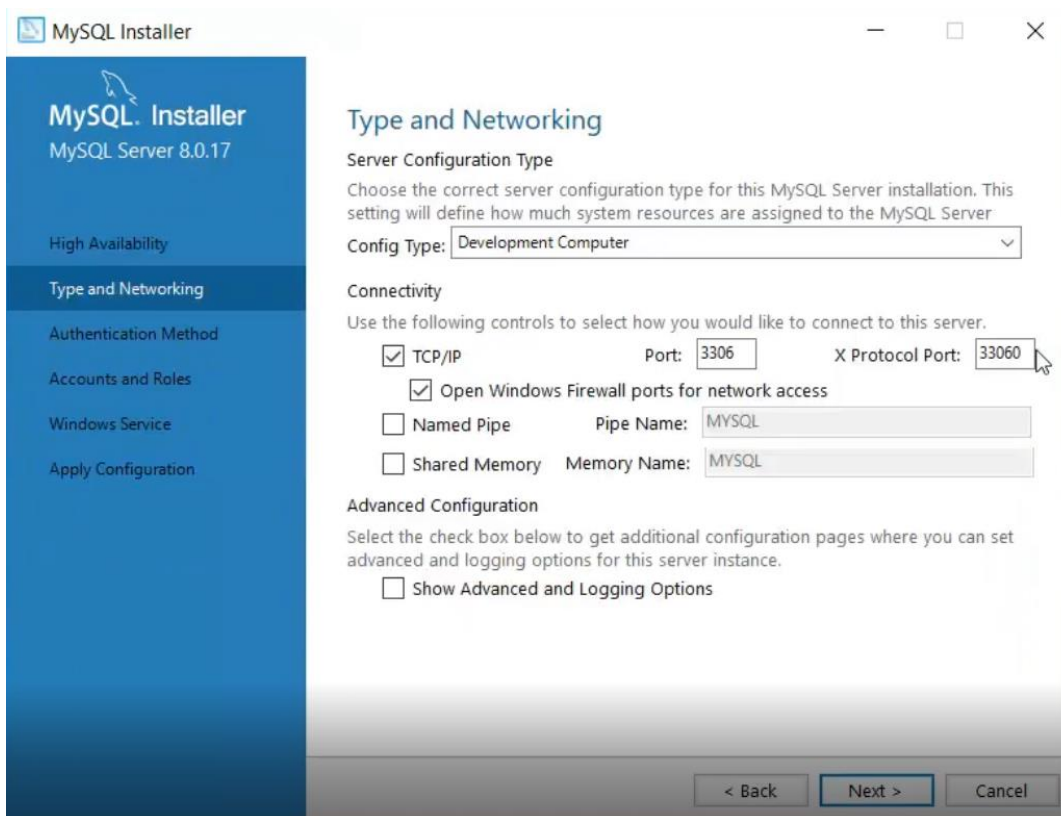 MySQL Installer
MySQL. Installer
MySQL Server 8.0.17
High Availability
Type and Networking
Authentication Method
Accounts and Roles
Windows Service
Apply Configuration
Type and Networking
Server Configuration Type
Choose the correct server configuration type for this MySQL Server installation. This
setting will define how much system resources are assigned to the MySQL Server
Config Type: Development Computer
Connectivity
Use the following controls to select how you would like to connect to this server.
TCP/IP Port: 3306 X Protocol Port: 33060
Open Windows Firewall ports for network access
Named Pipe Pipe Name: MYSQL
Shared Memory Memory Name: MYSQL
Advanced Configuration
Select the check box below to get additional configuration pages where you can set
advanced and logging options for this server instance.
Show Advanced and Logging Options
< Back Next > Cancel